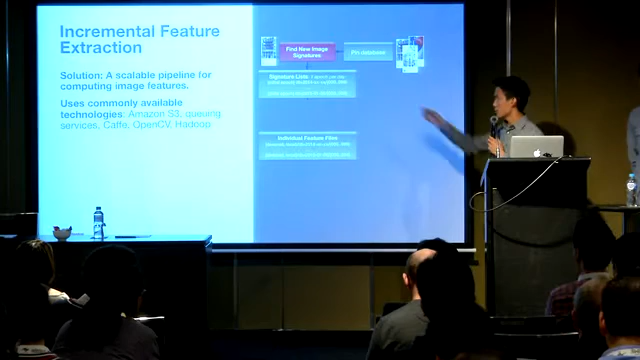 Incremental Feature
Extraction
Solution: A scalable pipeline for
computing image features.
Uses commonly available
technologies: Amazon S3, queuing
services, Caffe, OpenCV, Hadoop
Find New Image
Signatures
Pin database
Signature Lists
Individual Feature Files